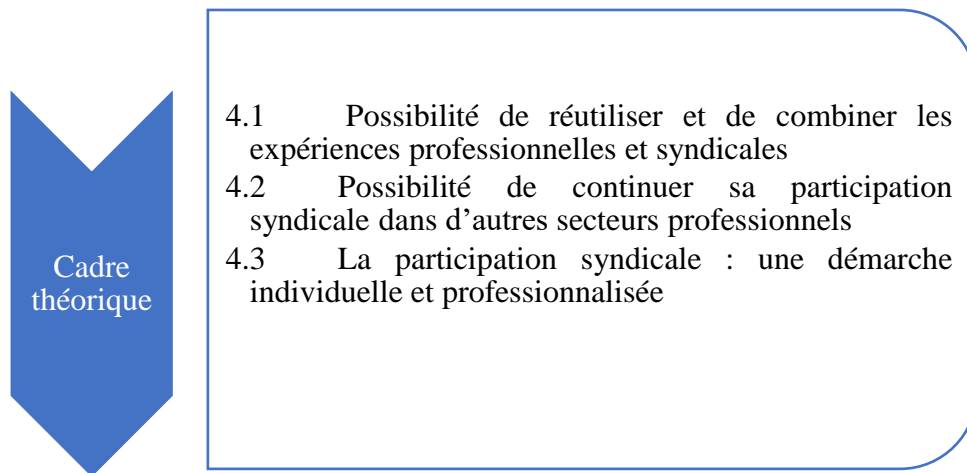 Cadre
théorique
4.1 Possibilité de réutiliser et de combiner les
expériences professionnelles et syndicales
4.2 Possibilité de continuer sa participation
syndicale dans d’autres secteurs professionnels
4.3 La participation syndicale : une démarche
individuelle et professionnalisée